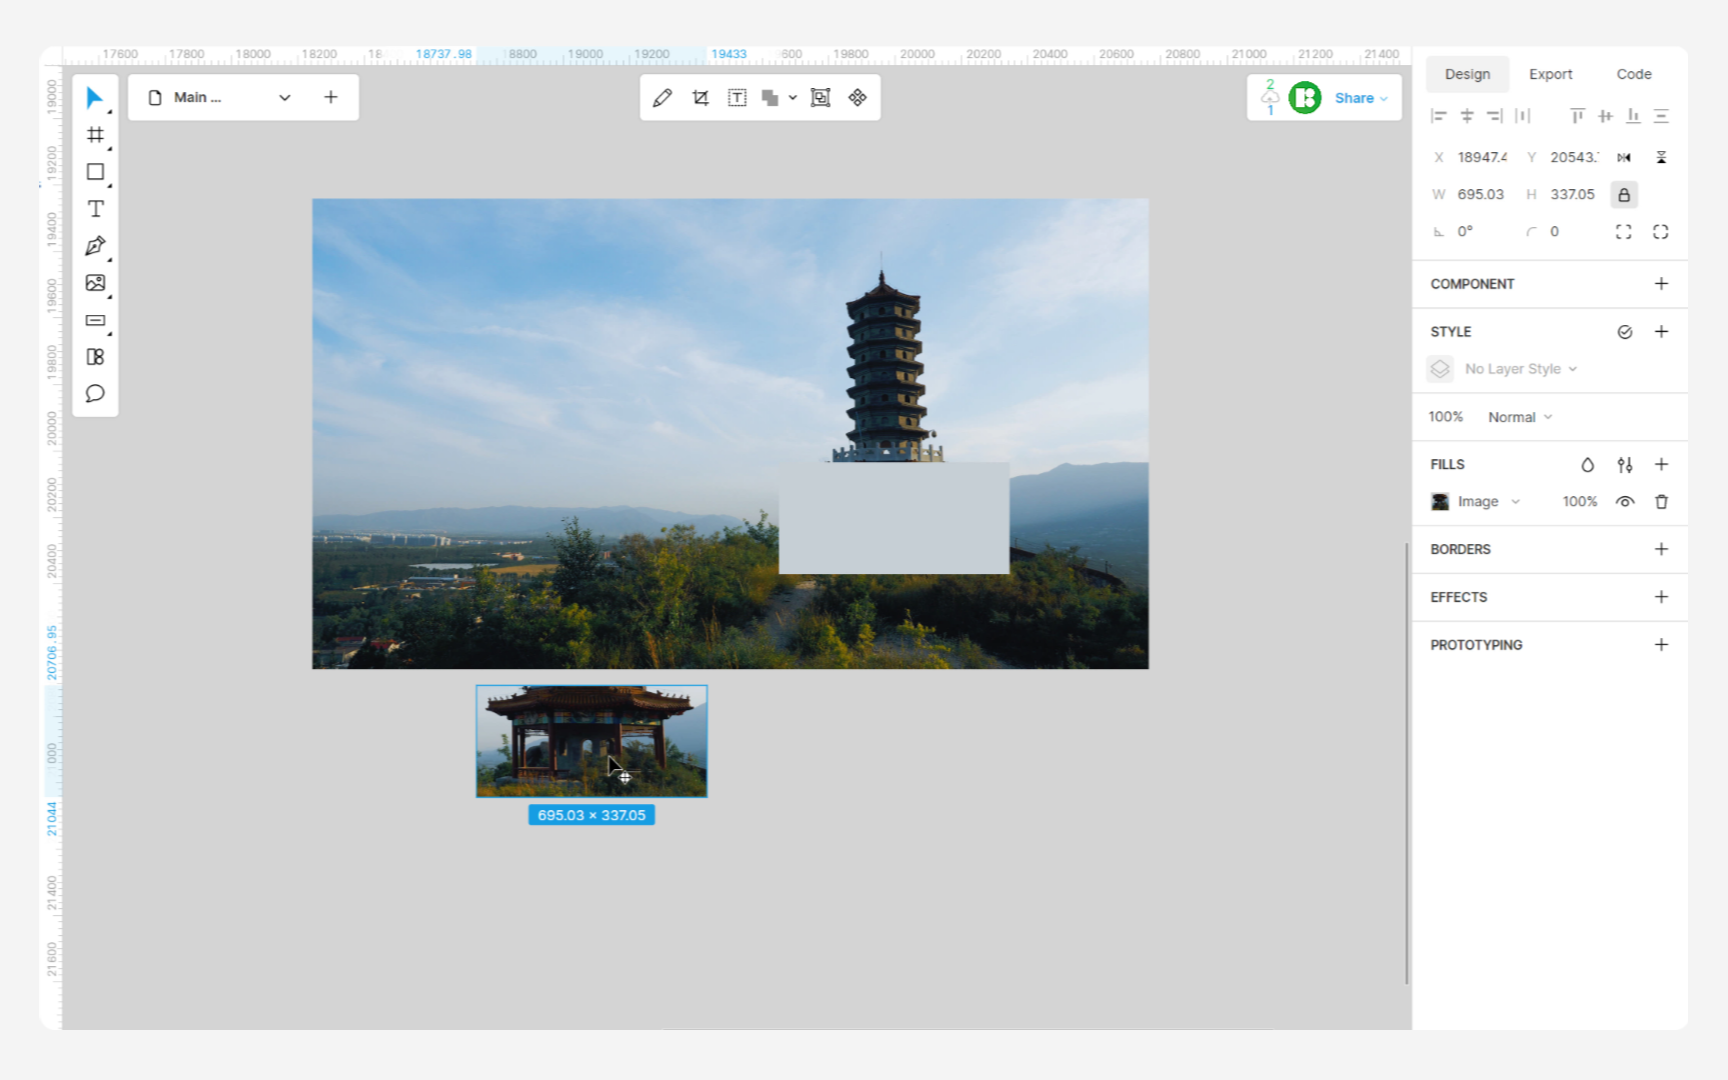 17600 17800 18000 18200 18 18737.98 8800 19000 19200 19433 600 19800 20000 20200 20400 20600 20800 21000 21200 21400
19000
19200
19400
19600
19800
20000
20200
20400
20706.95
000
21044
21400
21600
Main ...
2
1
Share
Design Export Code
X 18947.4 Y 20543.
W 695.03 H 337.05
0° 0
COMPONENT
STYLE
No Layer Style
100% Normal
FILLS
Image 100%
BORDERS
EFFECTS
PROTOTYPING
695.03 × 337.05